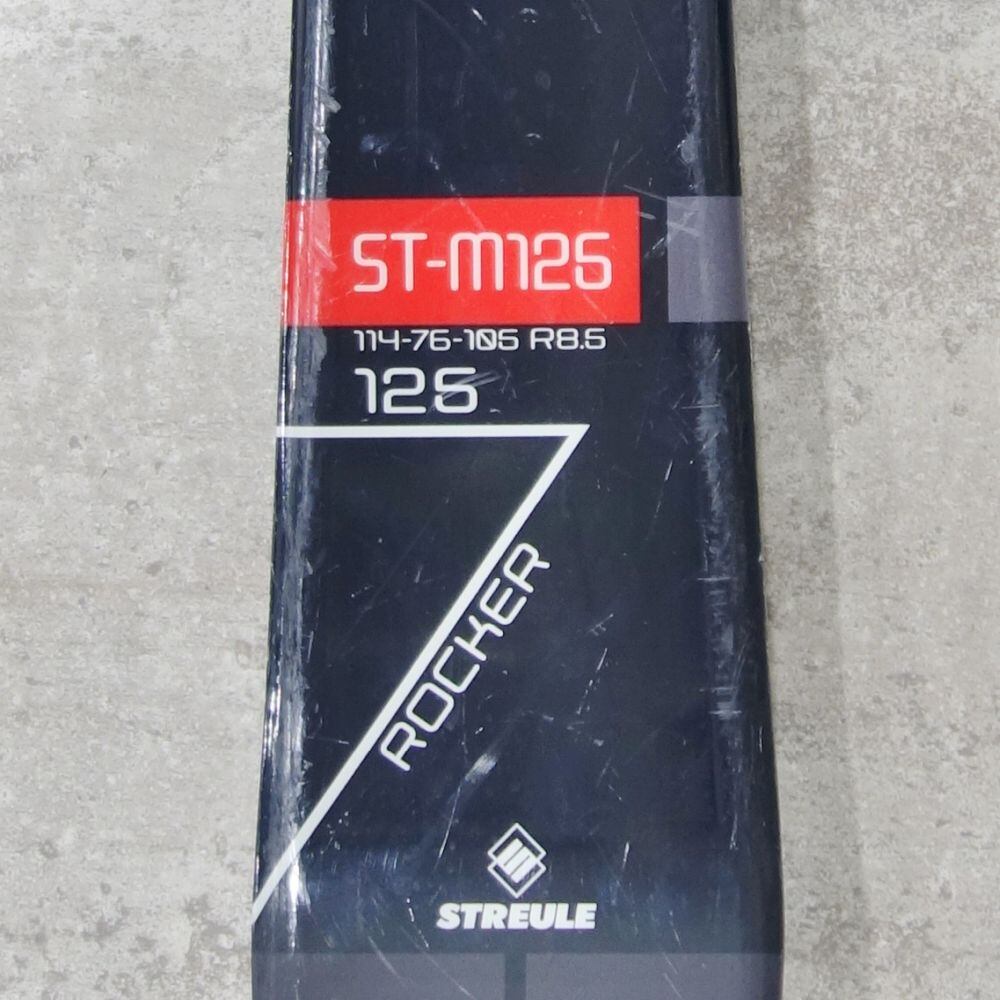 ST-M125
114-76-105 R8.5
125
ROCKER
STREULE